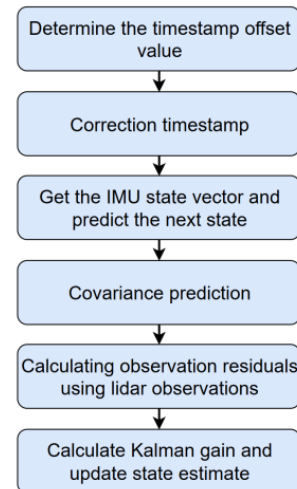 Determine the timestamp offset
value
Correction timestamp
Get the IMU state vector and
predict the next state
Covariance prediction
Calculating observation residuals
using lidar observations
Calculate Kalman gain and
update state estimate